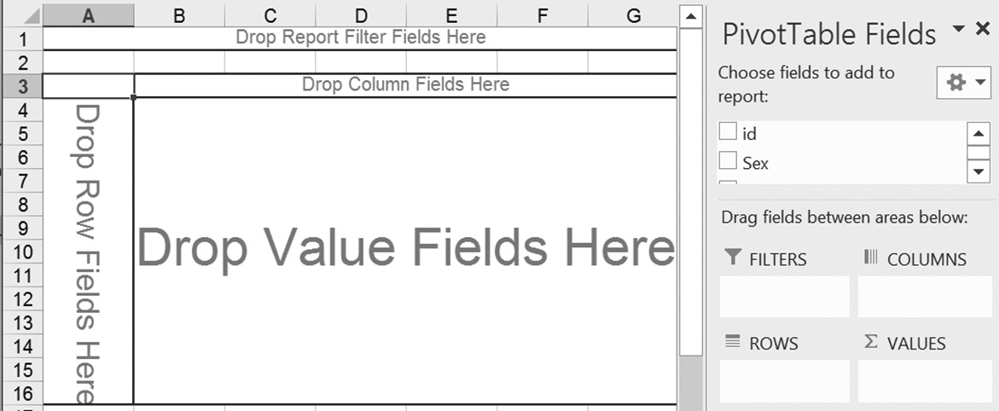 A B C D E F G
1 Drop Report Filter Fields Here
2
3 Drop Column Fields Here
4
5
6
7
8
9
10
11
12
13
14
15
16
Drop Row Fields Here
Drop Value Fields Here
PivotTable Fields
Choose fields to add to
report:
id
Sex
Drag fields between areas below:
FILTERS
COLUMNS
ROWS
Σ VALUES